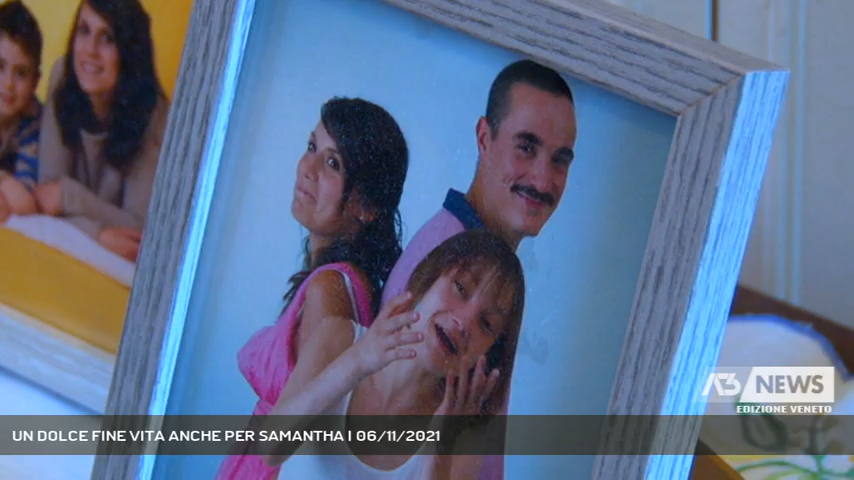 A3 NEWS
EDIZIONE VENETO
UN DOLCE FINE VITA ANCHE PER SAMANTHA | 06/11/2021